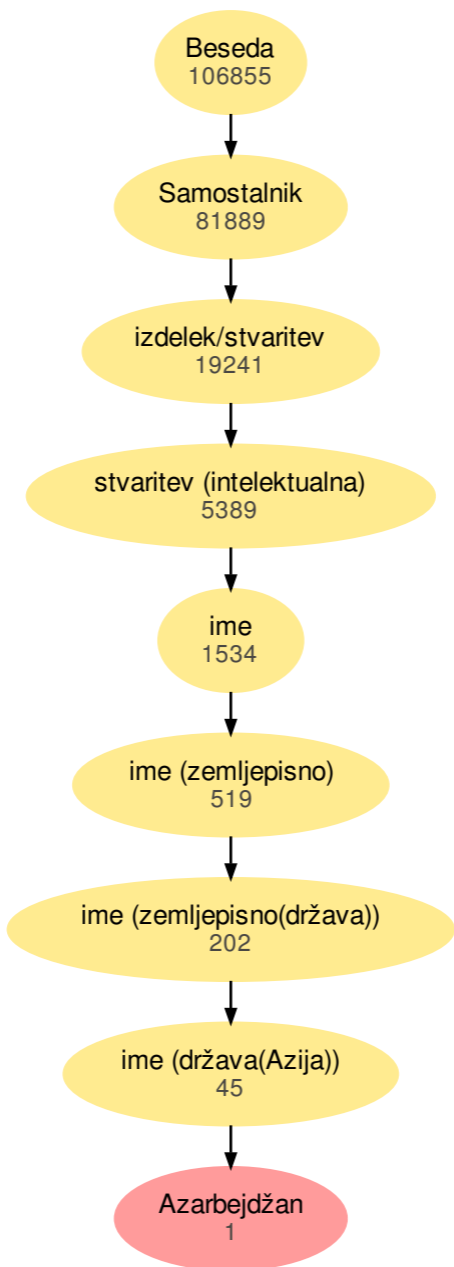 Beseda
106855
Samostalnik
81889
izdelek/stvaritev
19241
stvaritev (intelektualna)
5389
ime
1534
ime (zemljepisno)
519
ime (zemljepisno(država))
202
ime (država(Azija))
45
Azarbejdžan
1